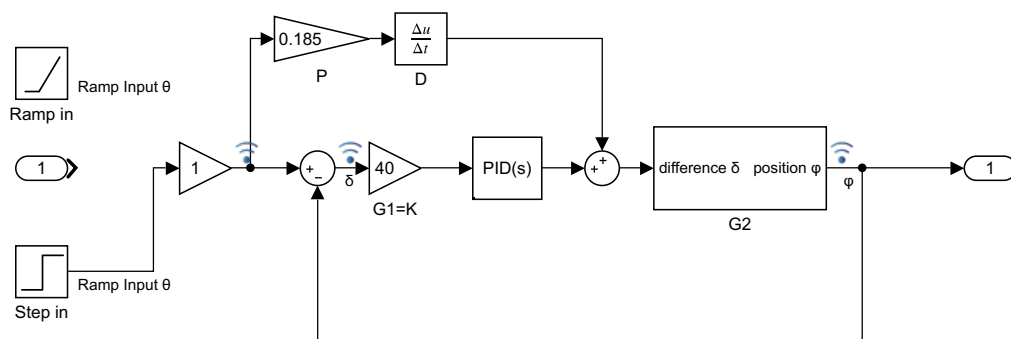 0.185
Δu
Δt
P
D
Ramp Input θ
Ramp in
1
1
+
−
δ
40
G1=K
PID(s)
+
+
difference δ position φ
G2
φ
1
Ramp Input θ
Step in